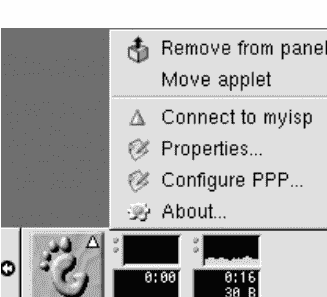 Remove from panel
Move applet
Connect to myisp
Properties...
Configure PPP...
About...
0:00
0:16
30 B